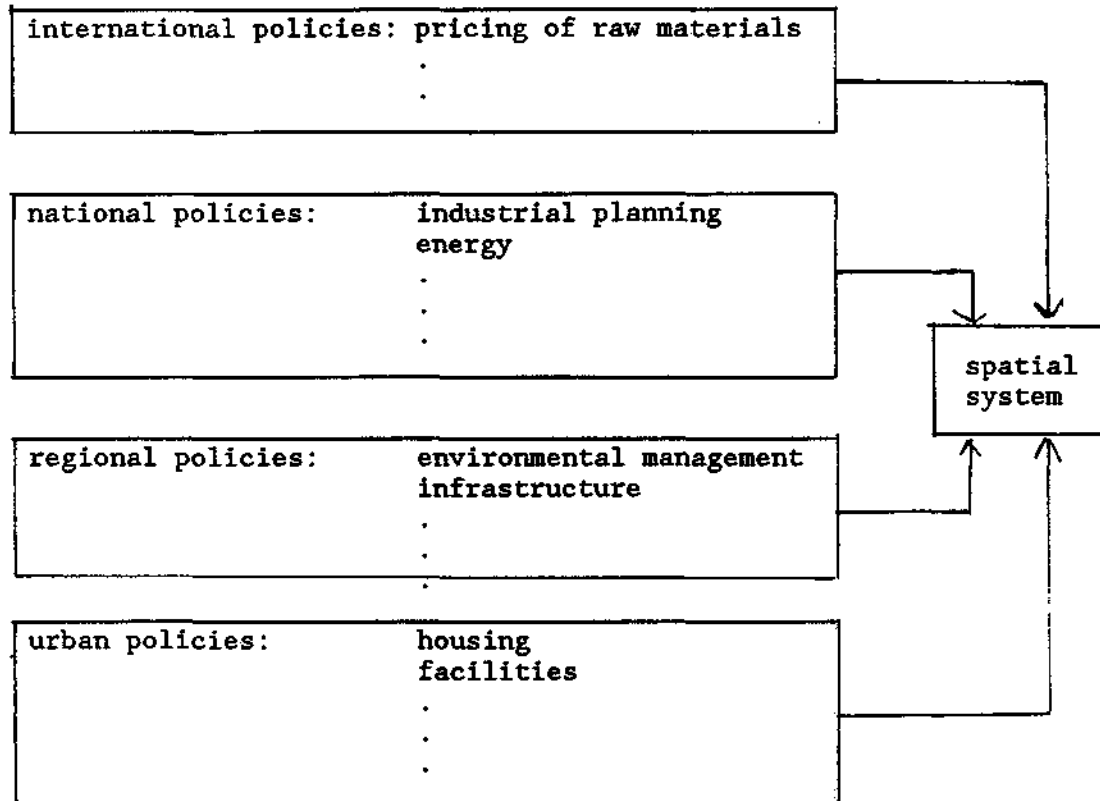 international policies: pricing of raw materials
.
.
national policies: industrial planning
energy
.
.
.
spatial
system
regional policies: environmental management
infrastructure
.
.
.
urban policies: housing
facilities
.
.
.